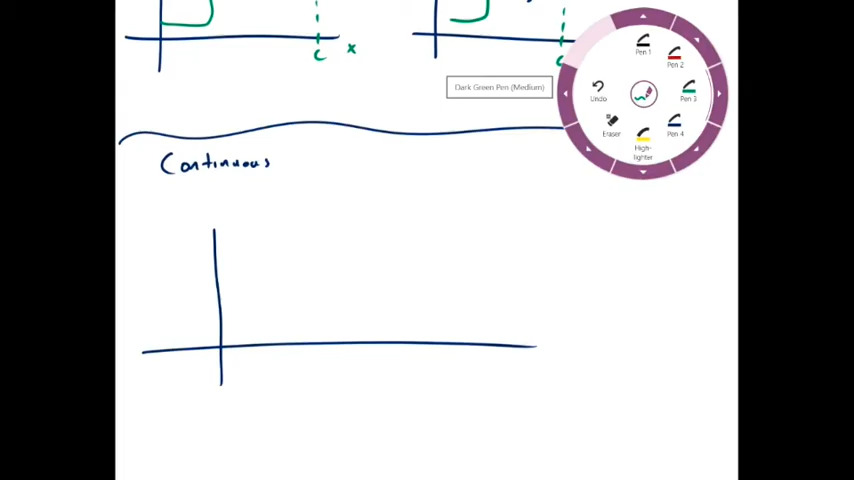 c x
c
Pen 1
Pen 2
Dark Green Pen (Medium)
Undo
Pen 3
Eraser
Pen 4
High-
lighter
Continuous